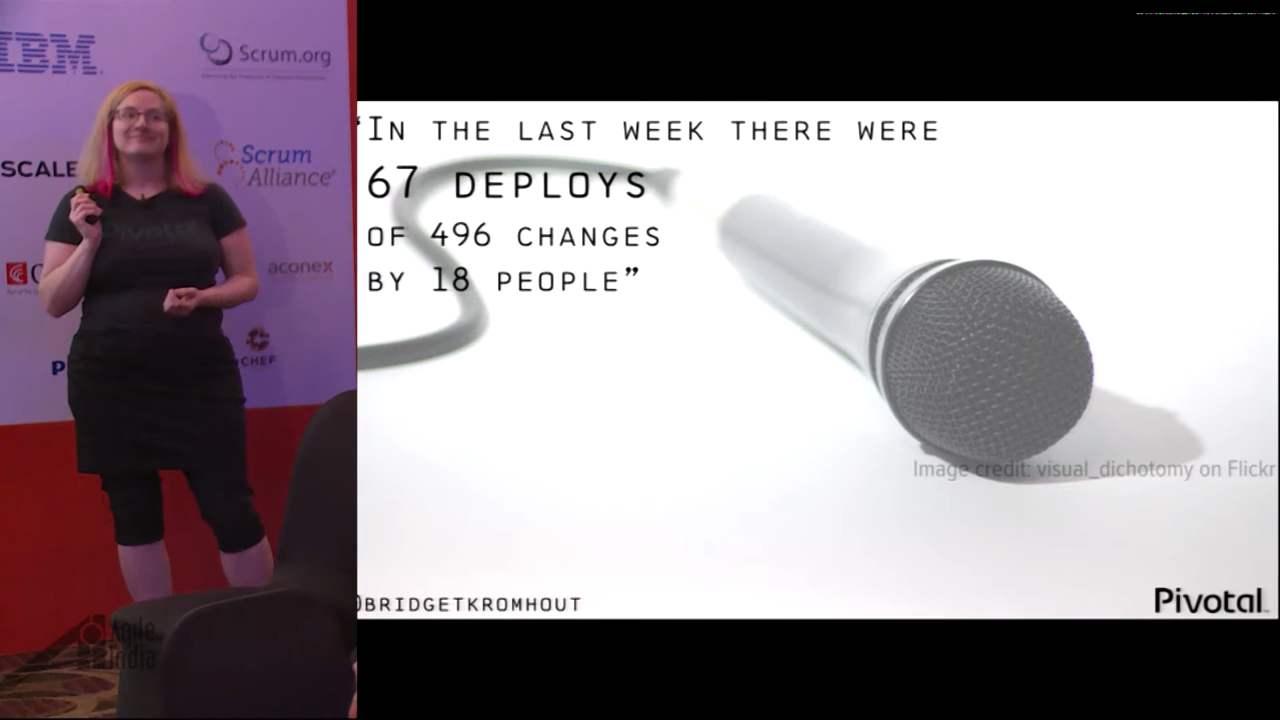 IBM
Scrum.org
SCALE
Scrum
Alliance
Pivotal
aconex
CHEF
P
Agile
India
“IN THE LAST WEEK THERE WERE
67 DEPLOYS
OF 496 CHANGES
BY 18 PEOPLE”
Image credit: visual_dichotomy on Flickr
@BRIDGETKROMHOUT
Pivotal